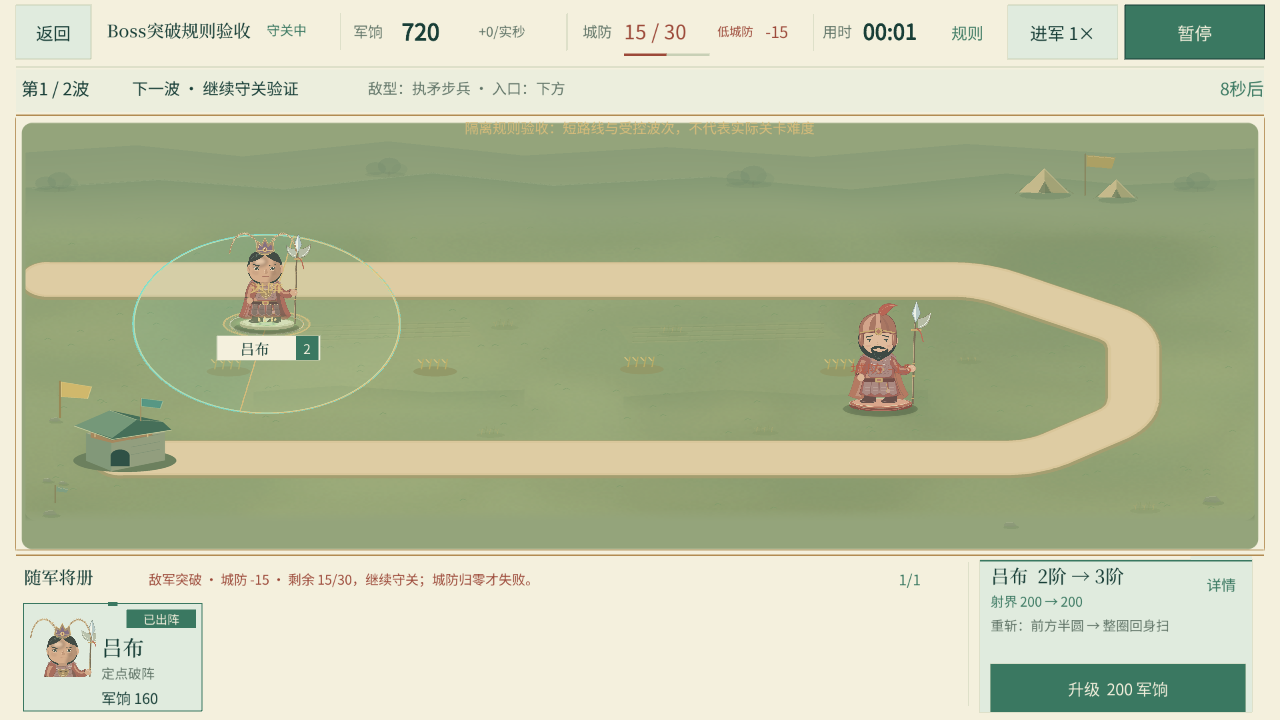 返回
Boss突破规则验收 守关中
军饷 720 +0/实秒
城防 15 / 30 低城防 -15
用时 00:01 规则
进军 1×
暂停
第1 / 2波 下一波 · 继续守关验证 敌型：执矛步兵 · 入口：下方 8秒后
隔离规则验收：短路线与受控波次，不代表实际关卡难度
吕布 2
随军将册 敌军突破 · 城防 -15 · 剩余 15/30，继续守关；城防归零才失败。 1/1
已出阵
吕布
定点破阵
军饷 160
吕布 2阶 → 3阶 详情
射界 200 → 200
重斩：前方半圆 → 整圈回身扫
升级 200 军饷